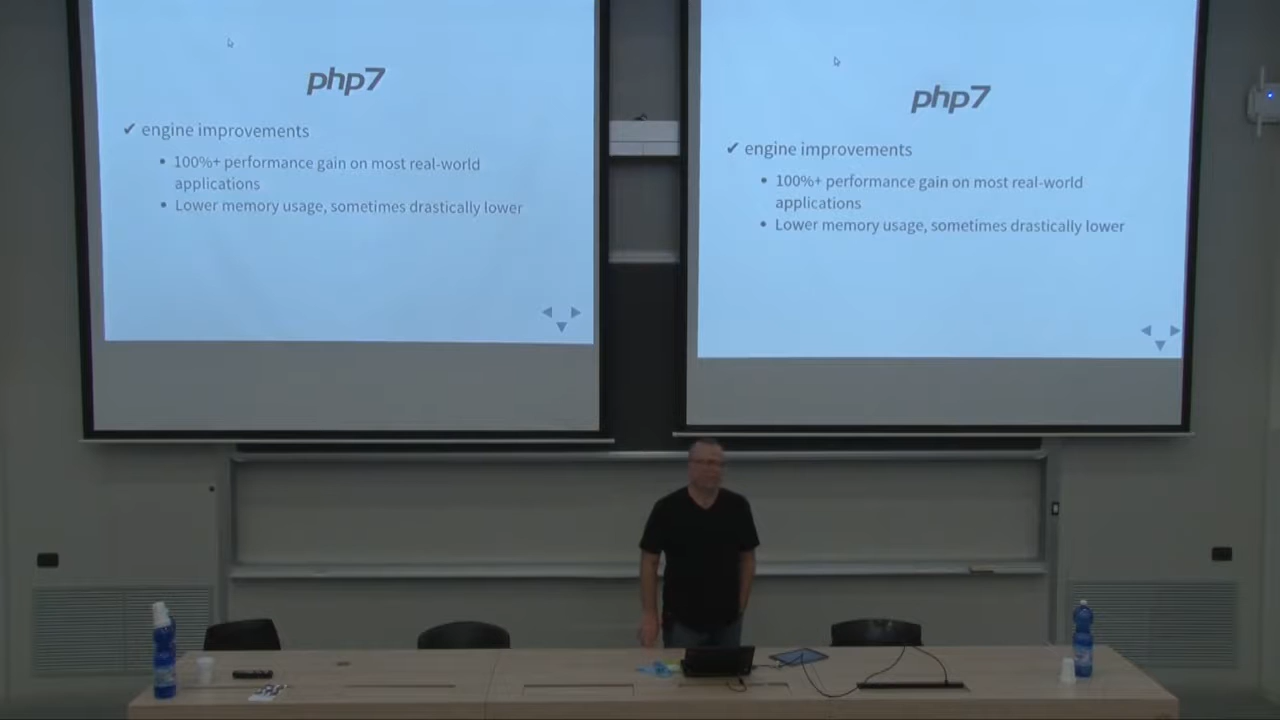 php7
✔ engine improvements
• 100%+ performance gain on most real-world
applications
• Lower memory usage, sometimes drastically lower
php7
✔ engine improvements
• 100%+ performance gain on most real-world
applications
• Lower memory usage, sometimes drastically lower